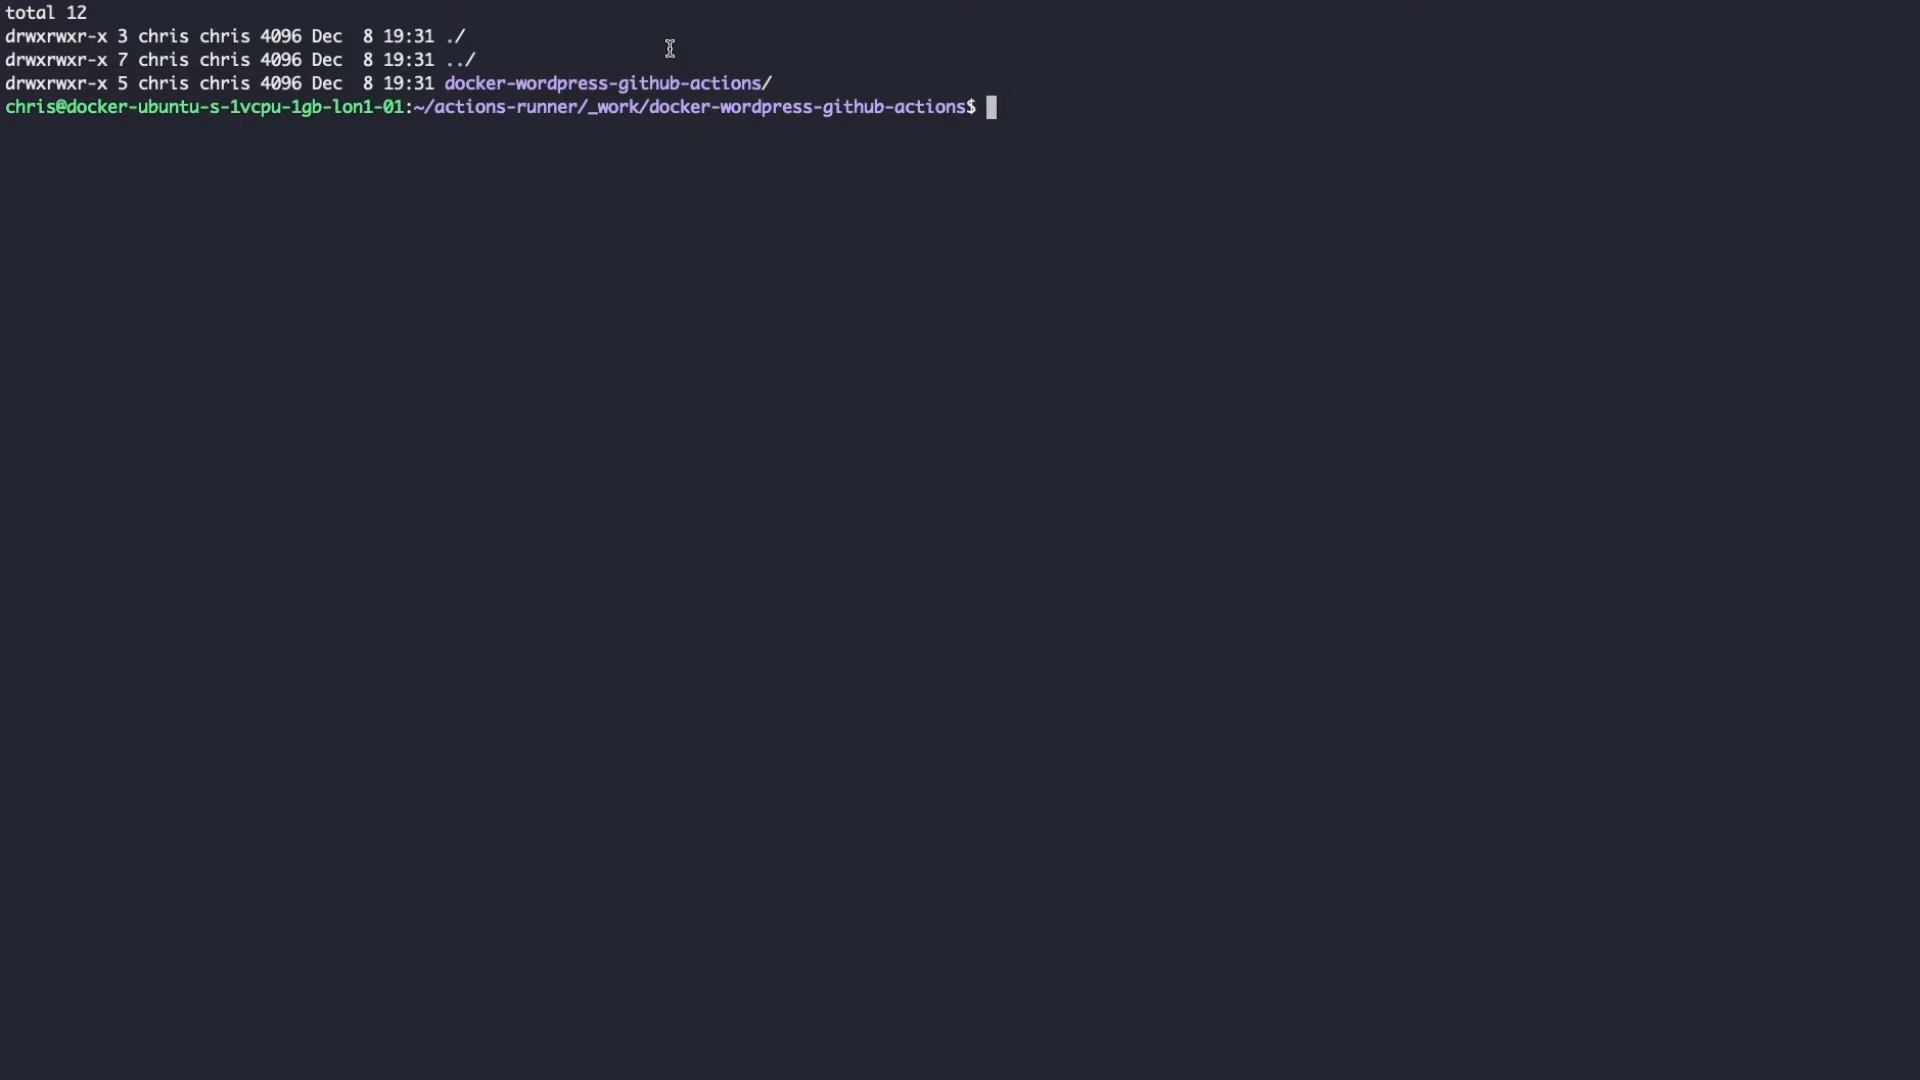 total 12
drwxrwxr-x 3 chris chris 4096 Dec  8 19:31 ./
drwxrwxr-x 7 chris chris 4096 Dec  8 19:31 ../
drwxrwxr-x 5 chris chris 4096 Dec  8 19:31 docker-wordpress-github-actions/
chris@docker-ubuntu-s-1vcpu-1gb-lon1-01:~/actions-runner/_work/docker-wordpress-github-actions$